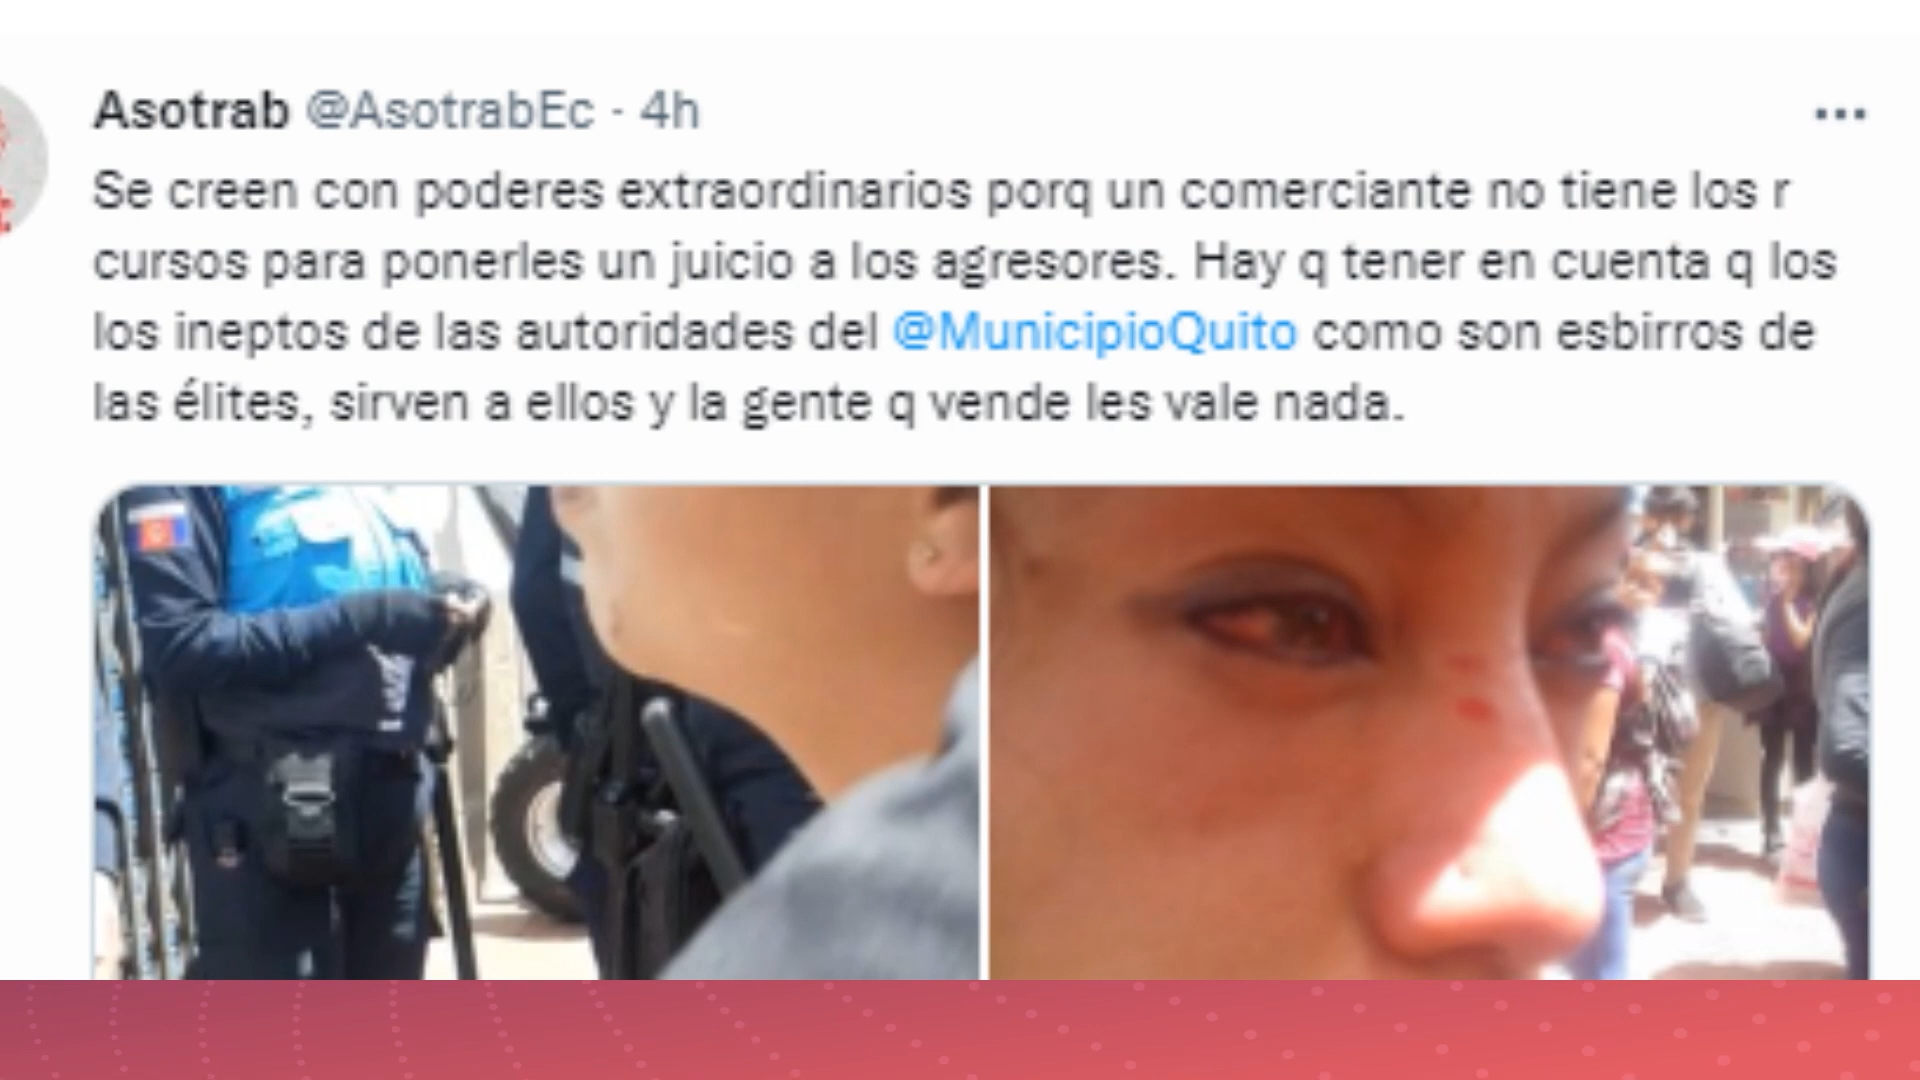 Asotrab @AsotrabEc · 4h
Se creen con poderes extraordinarios porq un comerciante no tiene los r
cursos para ponerles un juicio a los agresores. Hay q tener en cuenta q los
los ineptos de las autoridades del @MunicipioQuito como son esbirros de
las élites, sirven a ellos y la gente q vende les vale nada.